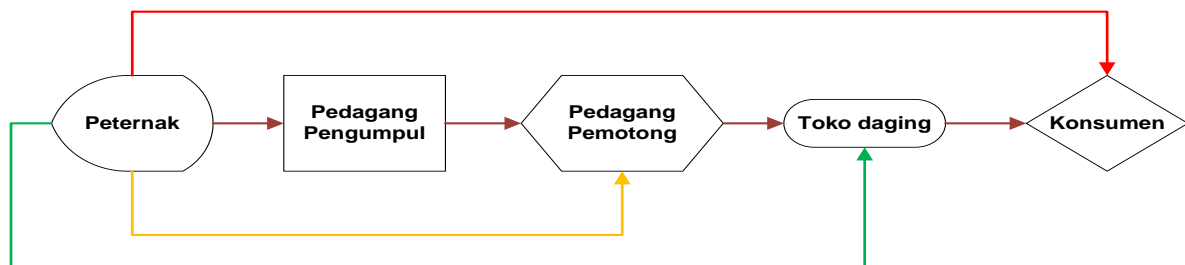 Peternak
Pedagang
Pengumpul
Pedagang
Pemotong
Toko daging
Konsumen